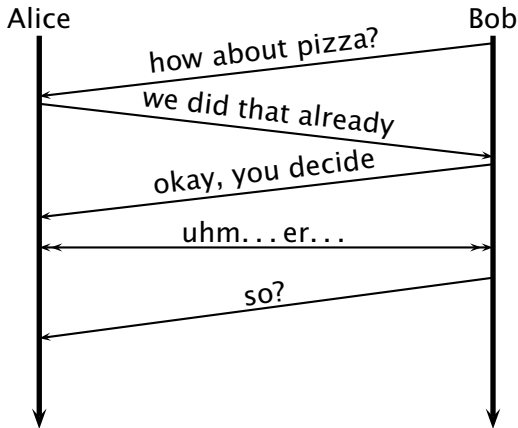 Alice
Bob
how about pizza?
we did that already
okay, you decide
uhm...er...
so?